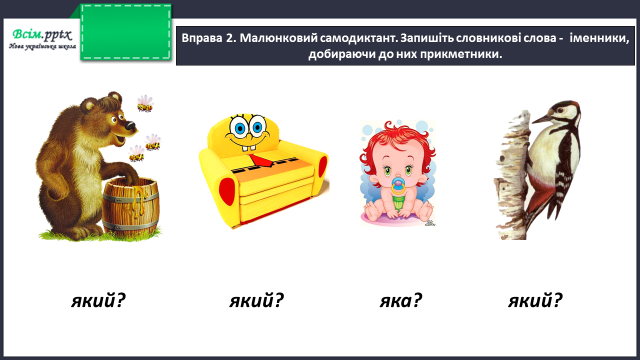 Всім.pptx
Нова українська школа
Вправа 2. Малюнковий самодиктант. Запишіть словникові слова - іменники,
добираючи до них прикметники.
який? який? яка? який?